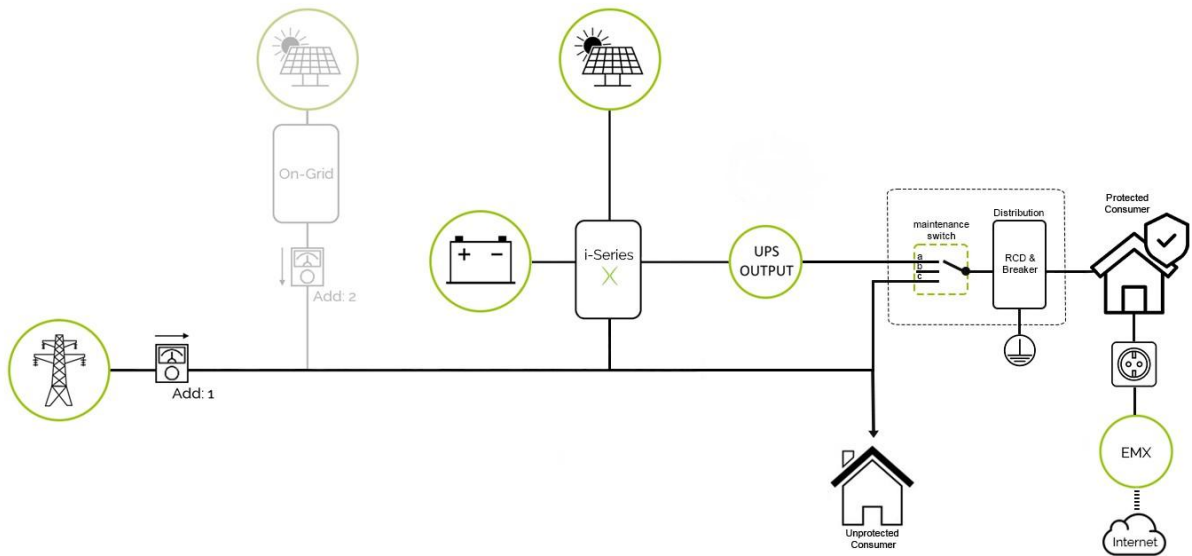 On-Grid
Add: 2
i-Series
X
+ -
UPS
OUTPUT
maintenance
switch
a
b
c
Distribution
RCD &
Breaker
Protected
Consumer
Add: 1
EMX
Internet
Unprotected
Consumer